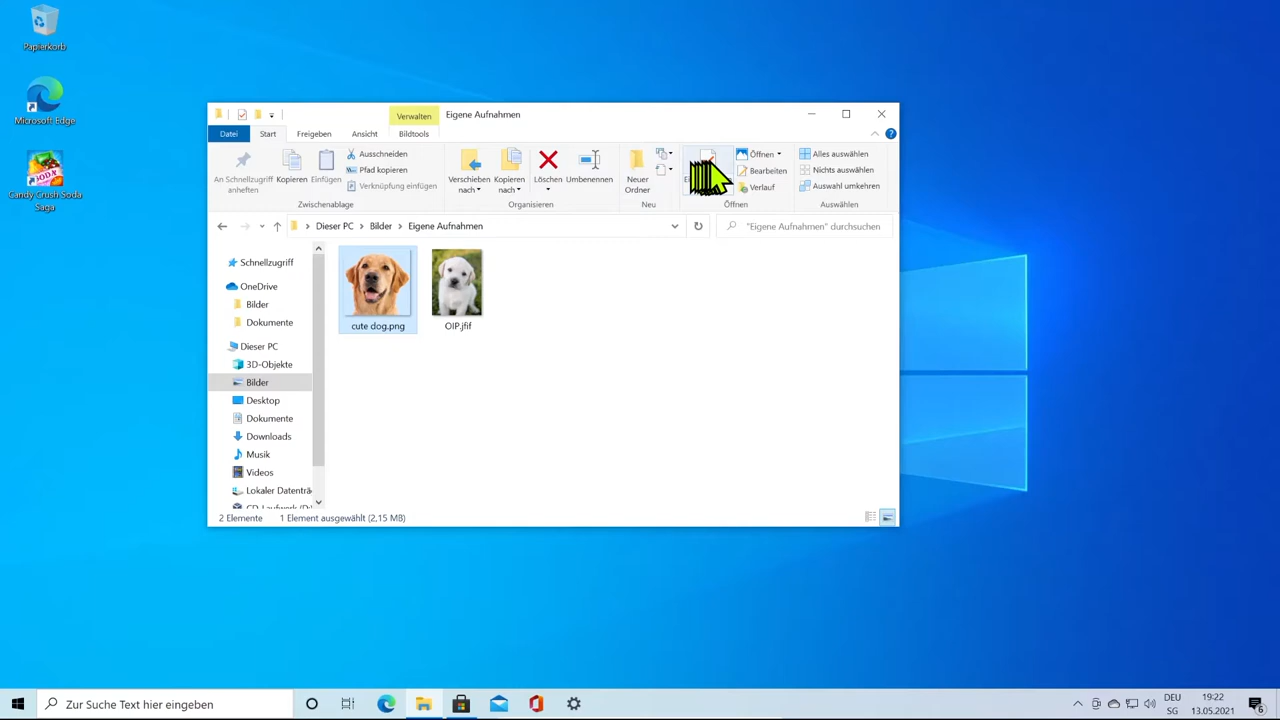 Papierkorb
Microsoft Edge
Candy Crush Soda
Saga
Verwalten
Eigene Aufnahmen
Datei
Start
Freigeben
Ansicht
Bildtools
An Schnellzugriff
anheften
Kopieren
Einfügen
Ausschneiden
Pfad kopieren
Verknüpfung einfügen
Zwischenablage
Verschieben
nach
Kopieren
nach
Löschen
Umbenennen
Organisieren
Neuer
Ordner
Neu
Öffnen
Bearbeiten
Verlauf
Öffnen
Alles auswählen
Nichts auswählen
Auswahl umkehren
Auswählen
Dieser PC
Bilder
Eigene Aufnahmen
"Eigene Aufnahmen" durchsuchen
Schnellzugriff
OneDrive
Bilder
Dokumente
Dieser PC
3D-Objekte
Bilder
Desktop
Dokumente
Downloads
Musik
Videos
Lokaler Datenträ
cute dog.png
OIP.jfif
2 Elemente
1 Element ausgewählt (2,15 MB)
Zur Suche Text hier eingeben
DEU
SG
19:22
13.05.2021
6